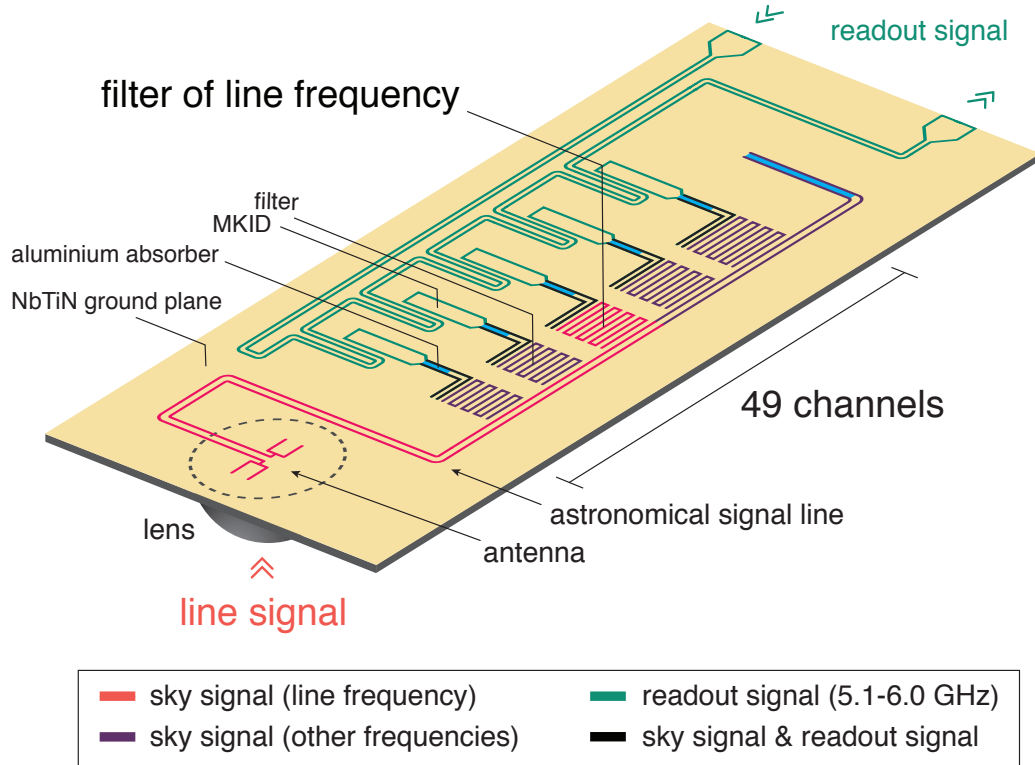 readout signal
filter of line frequency
filter
MKID
aluminium absorber
NbTiN ground plane
49 channels
astronomical signal line
lens
antenna
line signal
sky signal (line frequency)
readout signal (5.1-6.0 GHz)
sky signal (other frequencies)
sky signal & readout signal